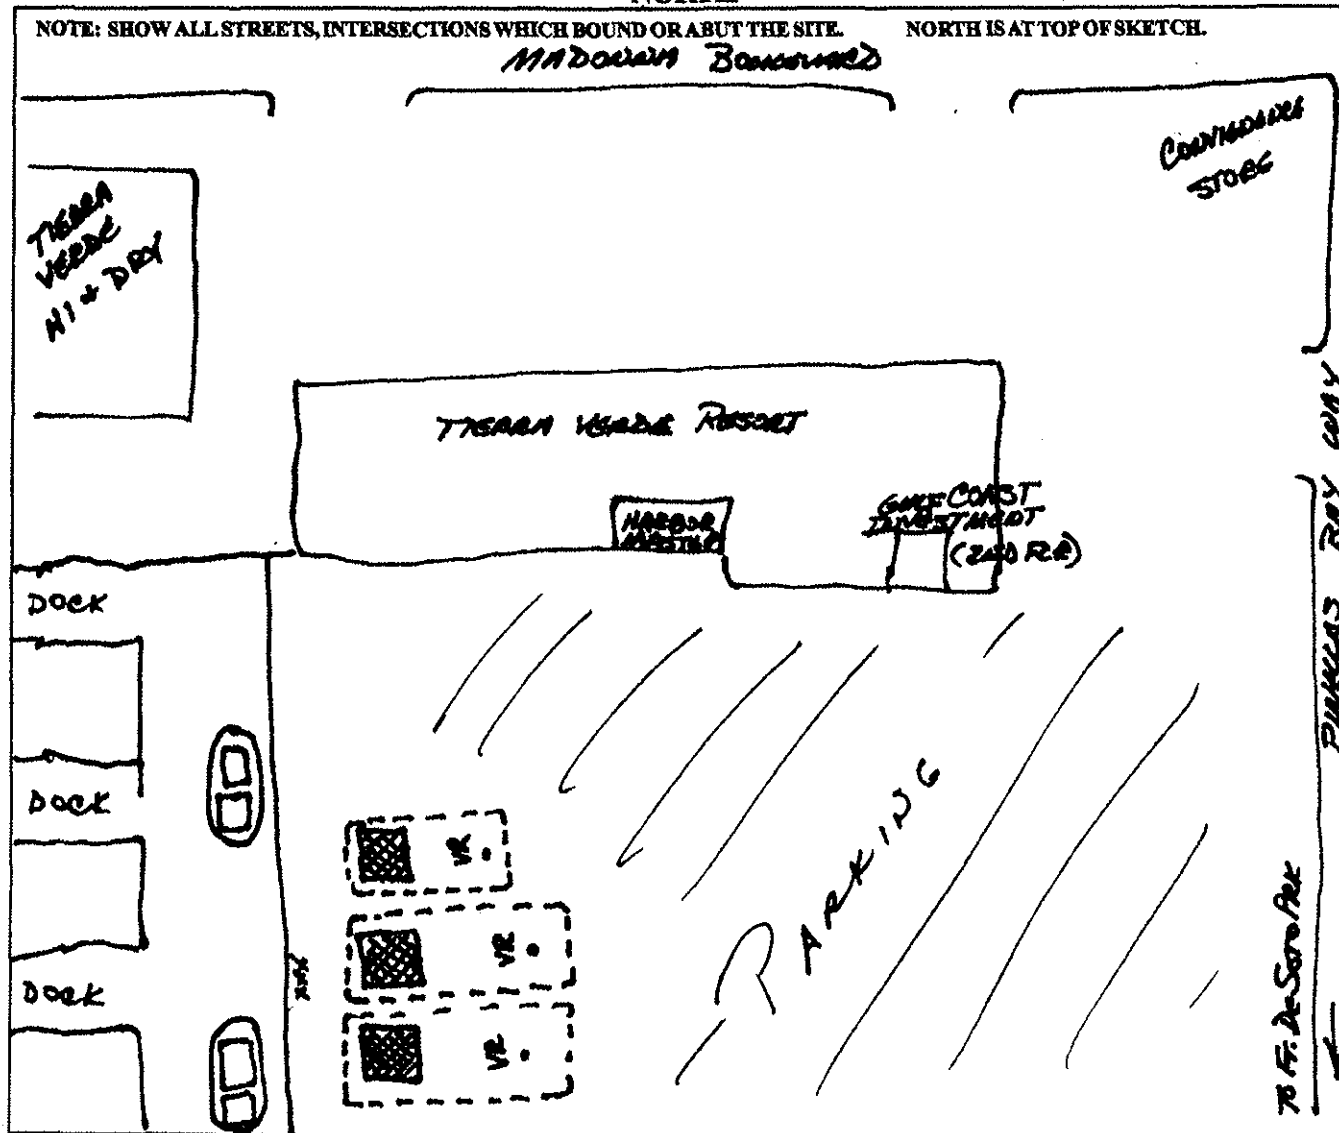 NOTE: SHOW ALL STREETS, INTERSECTIONS WHICH BOUND OR ABUT THE SITE. NORTH IS AT TOP OF SKETCH.
MADONNA BOULEVARD
CONVENIENCE
STORE
TIERRA
VERDE
HI + DRY
TIERRA VERDE RESORT
HARBOR
MASTER
GULF COAST
INVESTMENT
(2ND FLR)
PINELLAS BAY WAY
DOCK
DOCK
DOCK
VR
VR
VR
PARKING
TO FT. DESOTO PARK